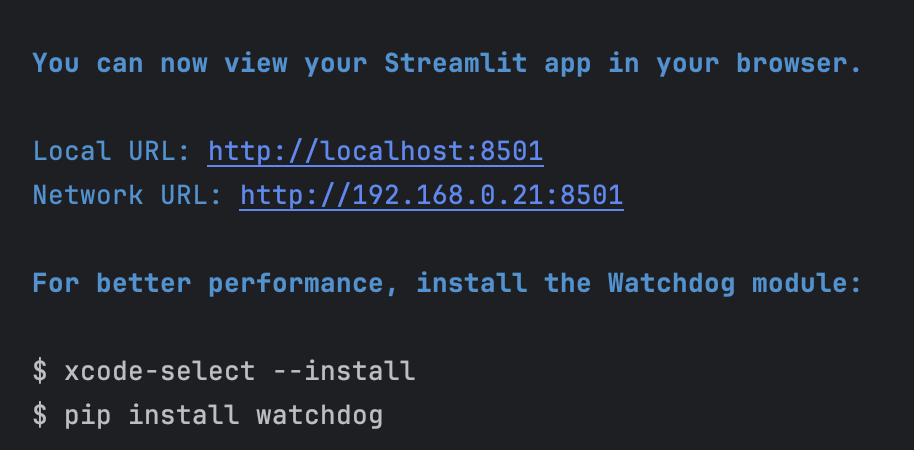 You can now view your Streamlit app in your browser.
Local URL: http://localhost:8501
Network URL: http://192.168.0.21:8501
For better performance, install the Watchdog module:
$ xcode-select --install
$ pip install watchdog